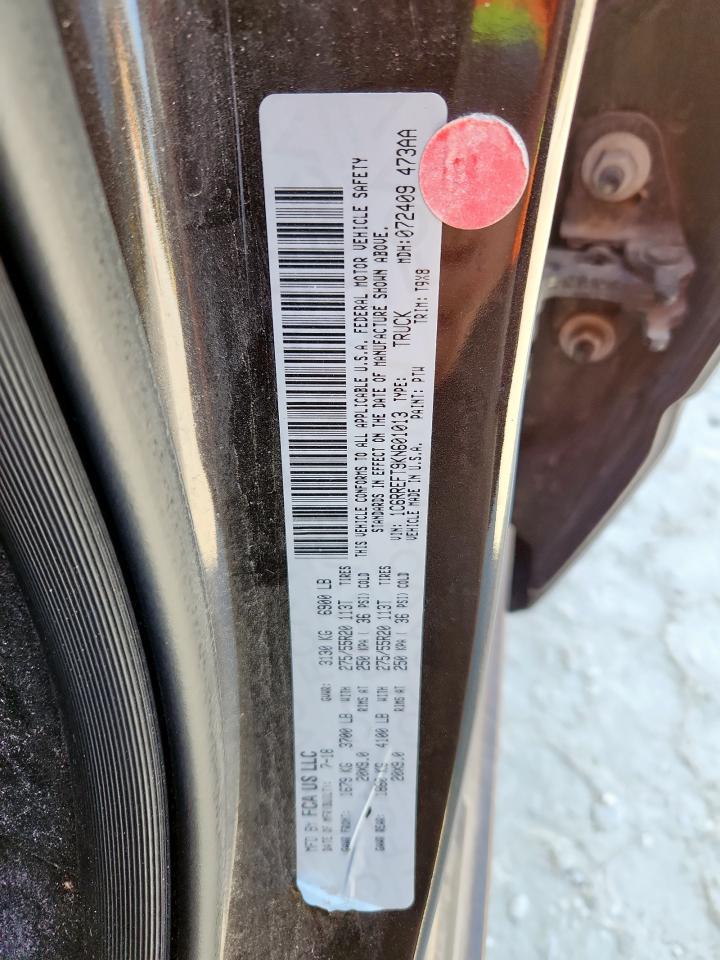 MFD BY FCA US LLC
DATE OF MFR: 7-18 GVWR: 3130 KG 6900 LB
GAWR FRONT: 1679 KG 3700 LB WITH 275/55R20 113T TIRES
20X9.0 RIMS AT 250 KPA ( 36 PSI) COLD
GAWR REAR: 1860 KG 4100 LB WITH 275/55R20 113T TIRES
20X9.0 RIMS AT 250 KPA ( 36 PSI) COLD
THIS VEHICLE CONFORMS TO ALL APPLICABLE U.S.A. FEDERAL MOTOR VEHICLE SAFETY
STANDARDS IN EFFECT ON THE DATE OF MANUFACTURE SHOWN ABOVE.
VIN: 1C6RREFT9KN601013 TYPE: TRUCK MDH:072409 473AA
VEHICLE MADE IN U.S.A. PAINT: PTW TRIM: T9X8